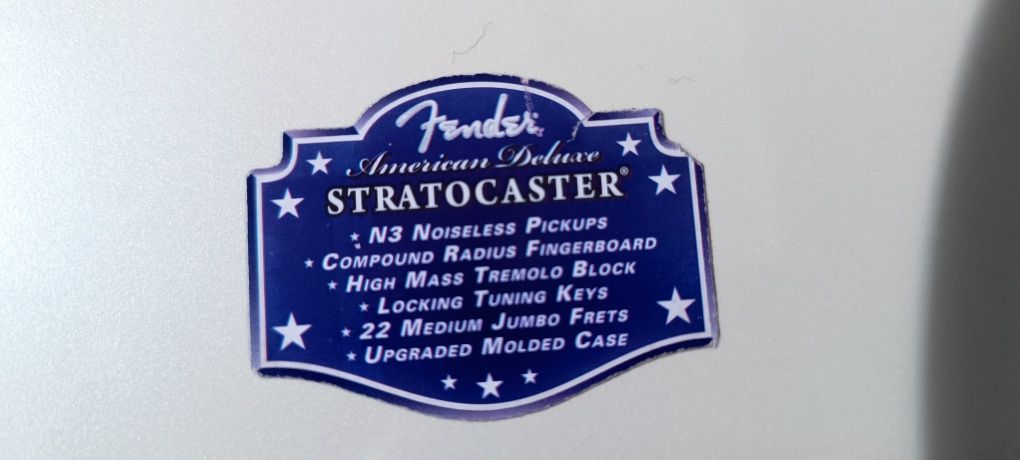 Fender
American Deluxe
STRATOCASTER®
★ N3 NOISELESS PICKUPS
★ COMPOUND RADIUS FINGERBOARD
★ HIGH MASS TREMOLO BLOCK
★ LOCKING TUNING KEYS
★ 22 MEDIUM JUMBO FRETS
★ UPGRADED MOLDED CASE